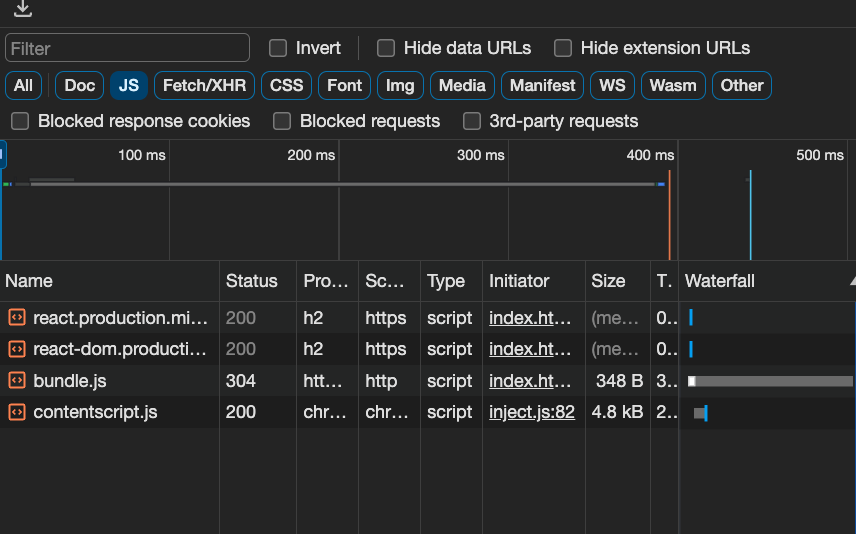 Filter Invert Hide data URLs Hide extension URLs
All Doc JS Fetch/XHR CSS Font Img Media Manifest WS Wasm Other
Blocked response cookies Blocked requests 3rd-party requests
100 ms 200 ms 300 ms 400 ms 500 ms
Name Status Pro… Sc… Type Initiator Size T. Waterfall
react.production.mi… 200 h2 https script index.ht… (me… 0..
react-dom.producti… 200 h2 https script index.ht… (me… 0..
bundle.js 304 htt… http script index.ht… 348 B 3..
contentscript.js 200 chr… chr… script inject.js:82 4.8 kB 2..